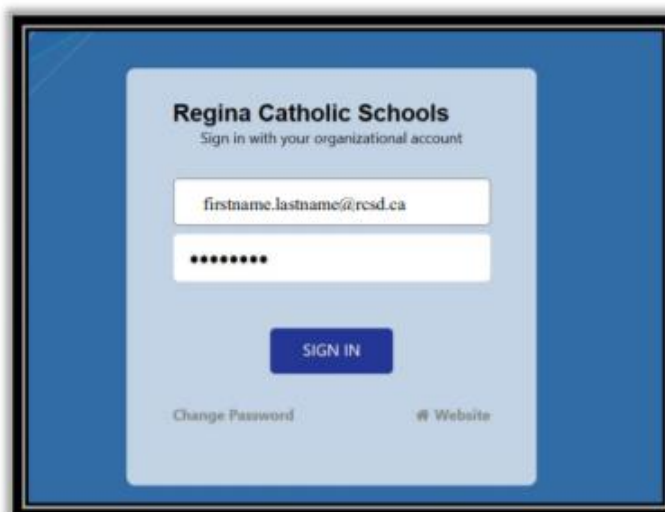 Regina Catholic Schools
Sign in with your organizational account
firstname.lastname@rcsd.ca
••••••••
SIGN IN
Change Password
Website